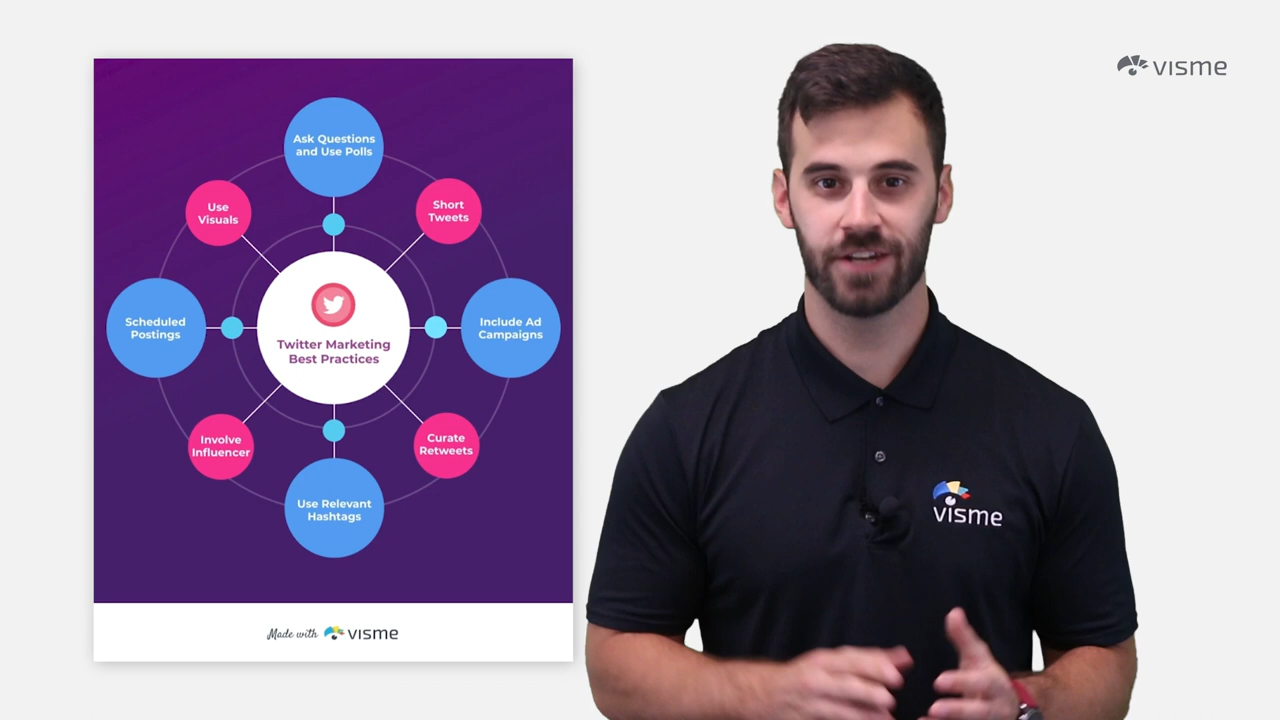 Ask Questions
and Use Polls
Use
Visuals
Short
Tweets
Scheduled
Postings
Twitter Marketing
Best Practices
Include Ad
Campaigns
Involve
Influencer
Curate
Retweets
Use Relevant
Hashtags
Made with visme
visme
visme